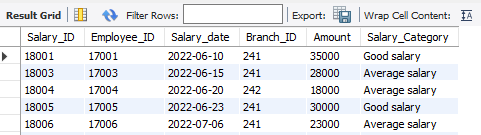 Result Grid Filter Rows: Export: Wrap Cell Content:
Salary_ID Employee_ID Salary_date Branch_ID Amount Salary_Category
18001 17001 2022-06-10 241 35000 Good salary
18003 17003 2022-06-15 241 28000 Average salary
18004 17004 2022-06-20 242 18000 Average salary
18005 17005 2022-06-23 241 30000 Good salary
18006 17006 2022-07-06 241 23000 Average salary